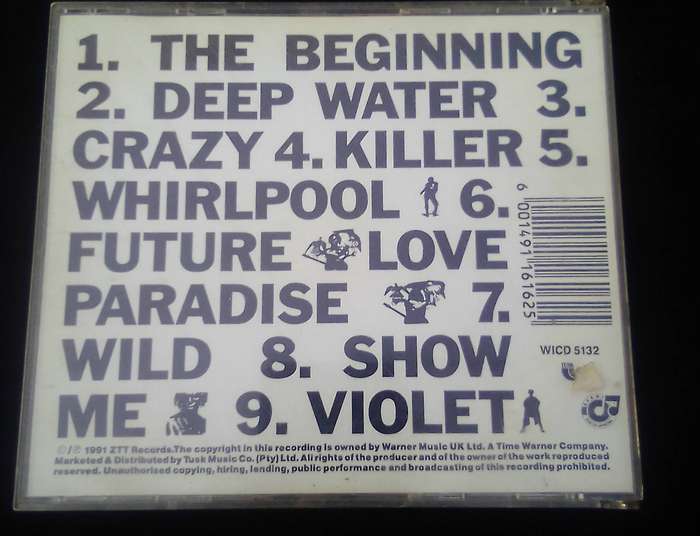 1. THE BEGINNING
2. DEEP WATER 3.
CRAZY 4. KILLER 5.
WHIRLPOOL 6.
FUTURE LOVE
PARADISE 7.
WILD 8. SHOW
ME 9. VIOLET
6 001491 161625
WICD 5132
©/℗ 1991 ZTT Records. The copyright in this recording is owned by Warner Music UK Ltd. A Time Warner Company.
Marketed & Distributed by Tusk Music Co. (Pty) Ltd. All rights of the producer and of the owner of the work reproduced
reserved. Unauthorised copying, hiring, lending, public performance and broadcasting of this recording prohibited.